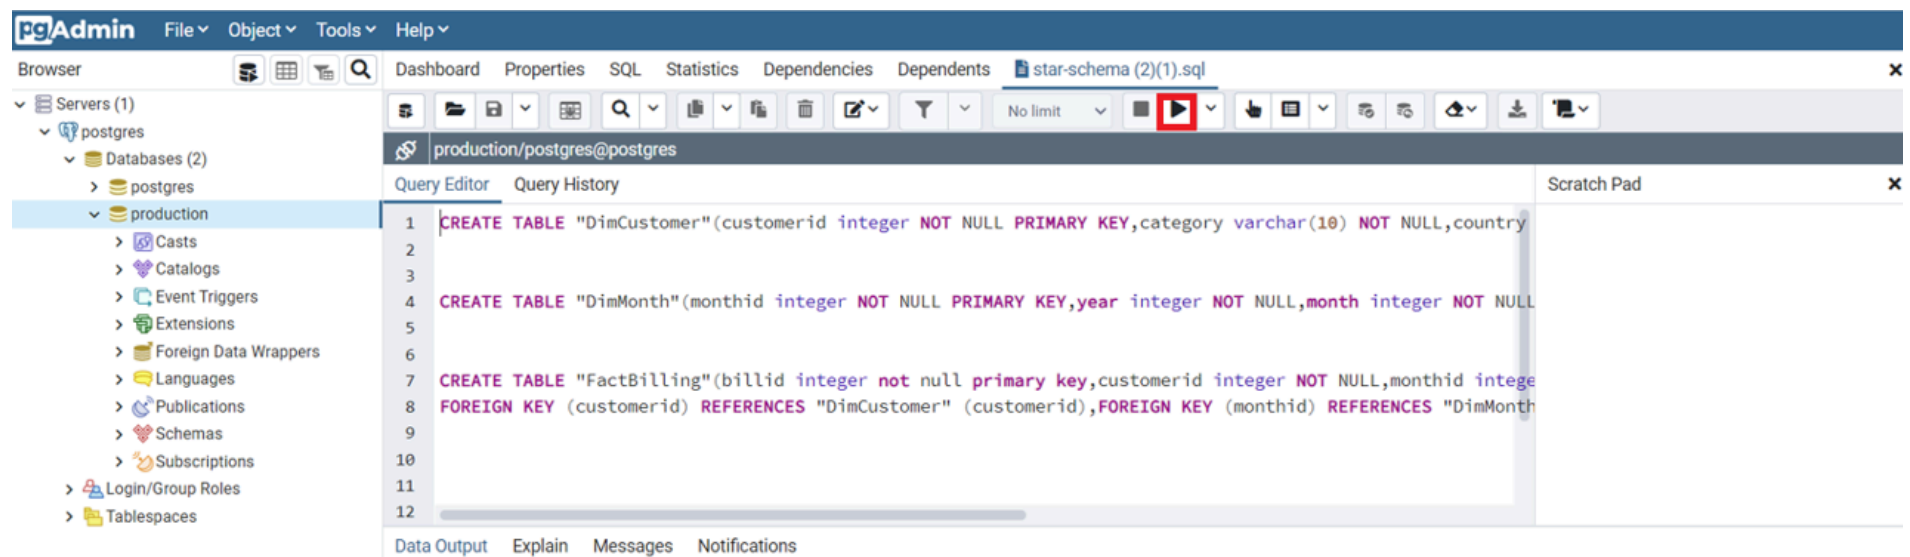 pgAdmin File Object Tools Help
Browser
Dashboard Properties SQL Statistics Dependencies Dependents star-schema (2)(1).sql
No limit
production/postgres@postgres
Servers (1)
postgres
Databases (2)
postgres
production
Casts
Catalogs
Event Triggers
Extensions
Foreign Data Wrappers
Languages
Publications
Schemas
Subscriptions
Login/Group Roles
Tablespaces
Query Editor Query History
Scratch Pad
1 CREATE TABLE "DimCustomer"(customerid integer NOT NULL PRIMARY KEY,category varchar(10) NOT NULL,country
2
3
4 CREATE TABLE "DimMonth"(monthid integer NOT NULL PRIMARY KEY,year integer NOT NULL,month integer NOT NULL
5
6
7 CREATE TABLE "FactBilling"(billid integer not null primary key,customerid integer NOT NULL,monthid intege
8 FOREIGN KEY (customerid) REFERENCES "DimCustomer" (customerid),FOREIGN KEY (monthid) REFERENCES "DimMonth
9
10
11
12
Data Output Explain Messages Notifications